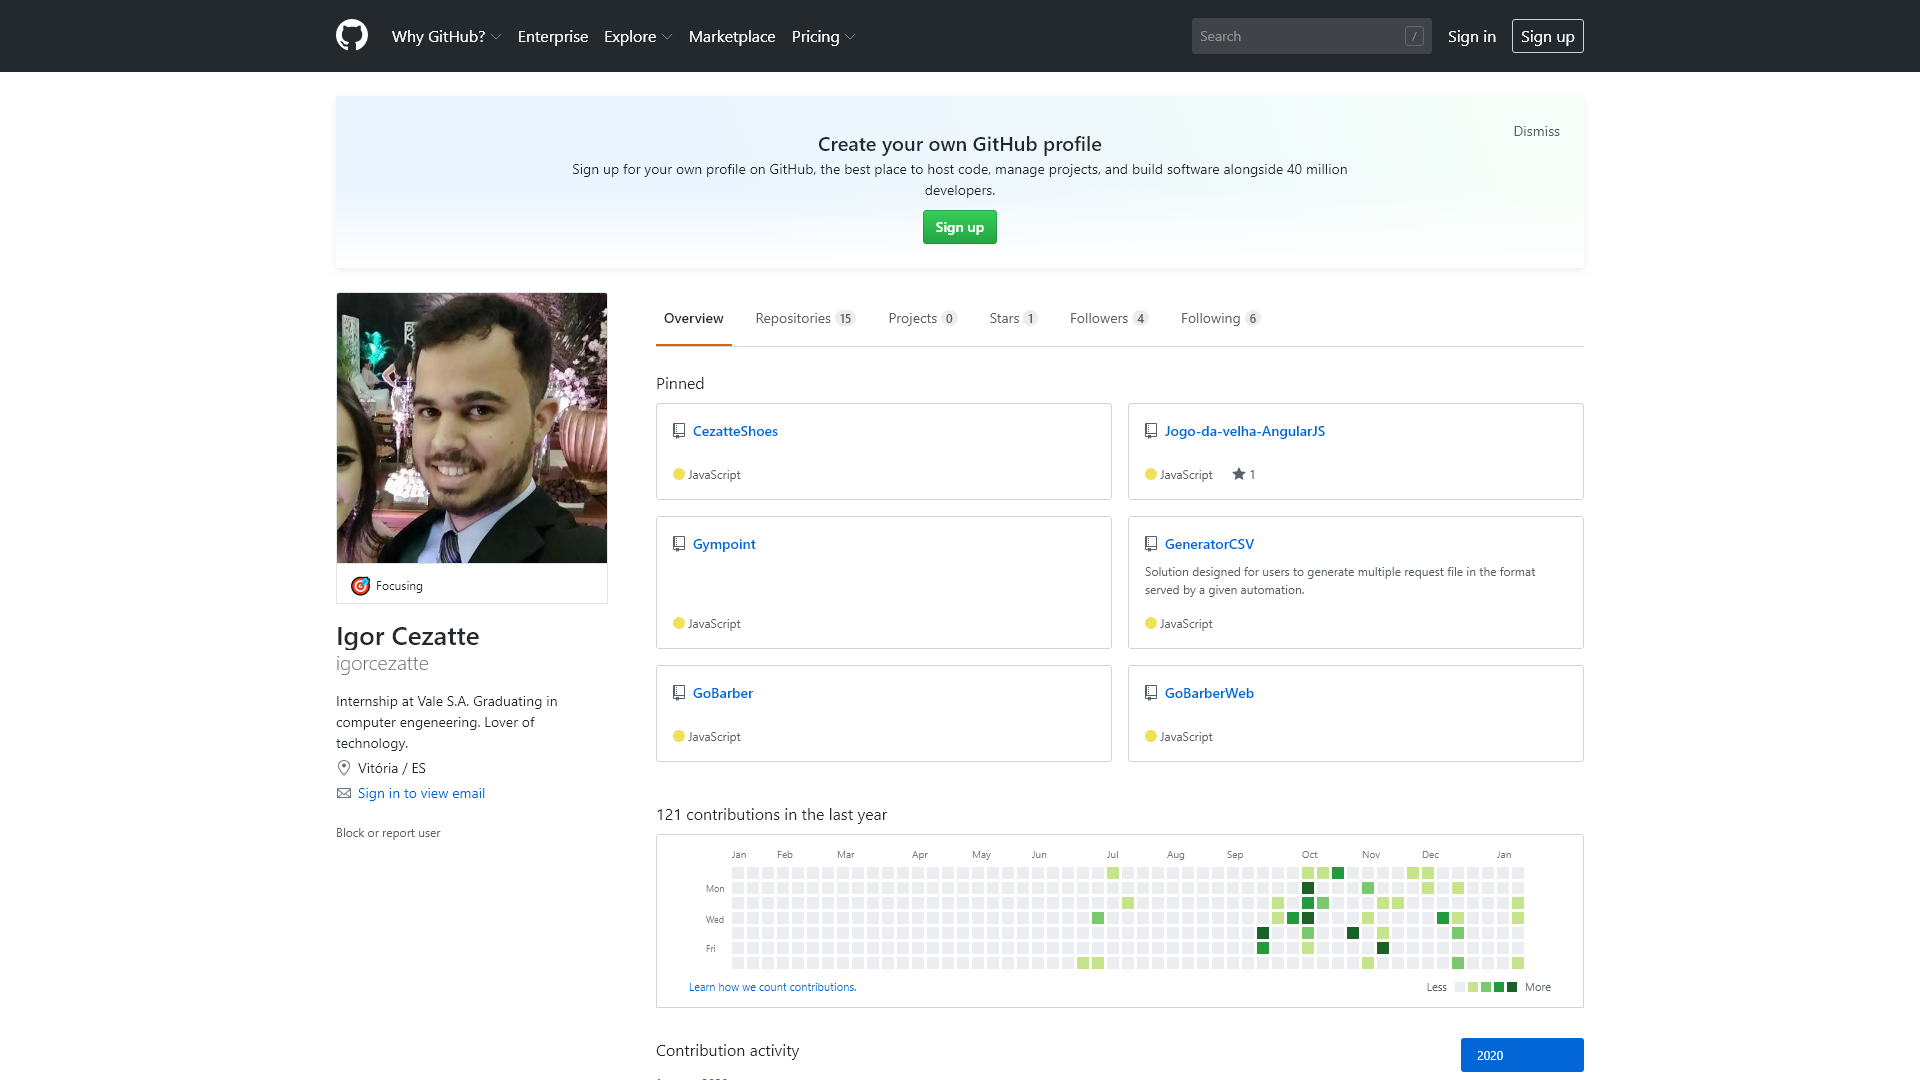 Why GitHub? Enterprise Explore Marketplace Pricing Search / Sign in Sign up
Dismiss
Create your own GitHub profile
Sign up for your own profile on GitHub, the best place to host code, manage projects, and build software alongside 40 million
developers.
Sign up
Overview Repositories 15 Projects 0 Stars 1 Followers 4 Following 6
Focusing
Igor Cezatte
igorcezatte
Internship at Vale S.A. Graduating in
computer engeneering. Lover of
technology.
Vitória / ES
Sign in to view email
Block or report user
Pinned
CezatteShoes
JavaScript
Jogo-da-velha-AngularJS
JavaScript 1
Gympoint
JavaScript
GeneratorCSV
Solution designed for users to generate multiple request file in the format
served by a given automation.
JavaScript
GoBarber
JavaScript
GoBarberWeb
JavaScript
121 contributions in the last year
Jan Feb Mar Apr May Jun Jul Aug Sep Oct Nov Dec Jan
Mon
Wed
Fri
Learn how we count contributions. Less More
Contribution activity
2020